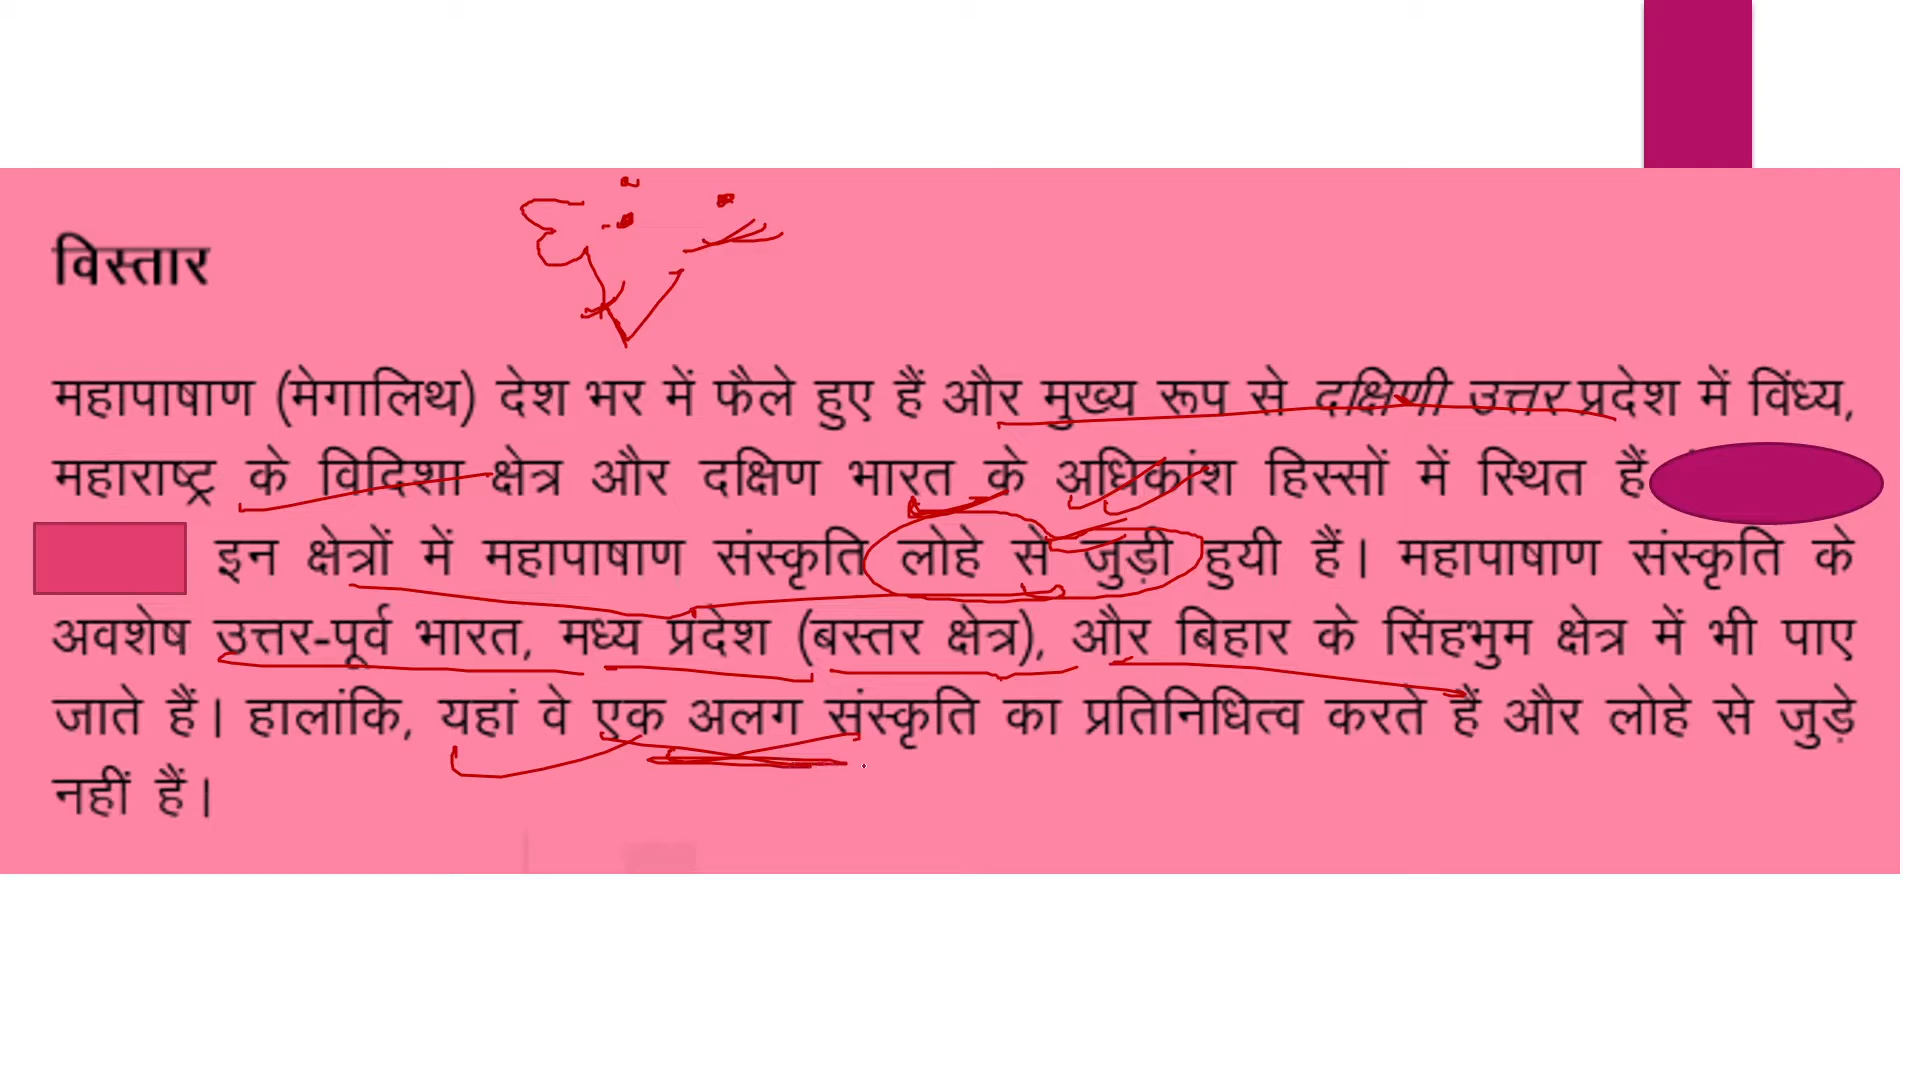 विस्तार
महापाषाण (मेगालिथ) देश भर में फैले हुए हैं और मुख्य रूप से दक्षिणी उत्तर प्रदेश में विंध्य,
महाराष्ट्र के विदिशा क्षेत्र और दक्षिण भारत के अधिकांश हिस्सों में स्थित हैं
इन क्षेत्रों में महापाषाण संस्कृति लोहे से जुड़ी हुयी हैं। महापाषाण संस्कृति के
अवशेष उत्तर-पूर्व भारत, मध्य प्रदेश (बस्तर क्षेत्र), और बिहार के सिंहभुम क्षेत्र में भी पाए
जाते हैं। हालांकि, यहां वे एक अलग संस्कृति का प्रतिनिधित्व करते हैं और लोहे से जुड़े
नहीं हैं।